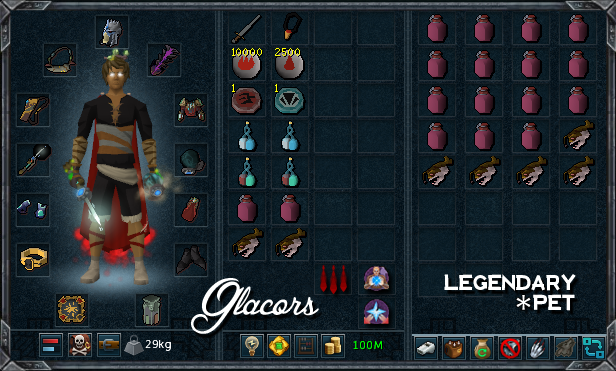 10000
2500
1
1
Glacors
LEGENDARY
*PET
29kg
100M